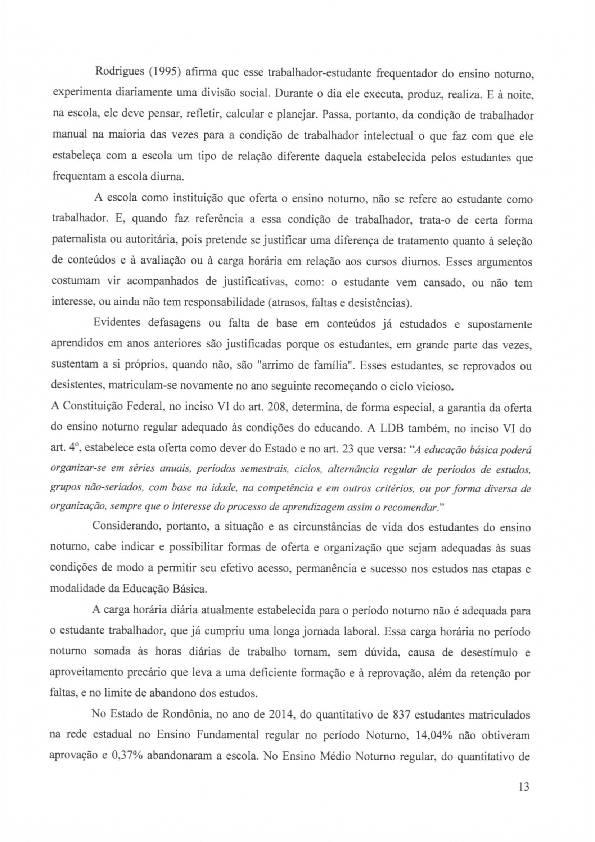 Rodrigues (1995) afirma que esse trabalhador-estudante frequentador do ensino noturno,
experimenta diariamente uma divisão social. Durante o dia ele executa, produz, realiza. E à noite,
na escola, ele deve pensar, refletir, calcular e planejar. Passa, portanto, da condição de trabalhador
manual na maioria das vezes para a condição de trabalhador intelectual o que faz com que ele
estabeleça com a escola um tipo de relação diferente daquela estabelecida pelos estudantes que
frequentam a escola diurna.
A escola como instituição que oferta o ensino noturno, não se refere ao estudante como
trabalhador. E, quando faz referência a essa condição de trabalhador, trata-o de certa forma
paternalista ou autoritária, pois pretende se justificar uma diferença de tratamento quanto à seleção
de conteúdos e à avaliação ou à carga horária em relação aos cursos diurnos. Esses argumentos
costumam vir acompanhados de justificativas, como: o estudante vem cansado, ou não tem
interesse, ou ainda não tem responsabilidade (atrasos, faltas e desistências).
Evidentes defasagens ou falta de base em conteúdos já estudados e supostamente
aprendidos em anos anteriores são justificadas porque os estudantes, em grande parte das vezes,
sustentam a si próprios, quando não, são "arrimo de família". Esses estudantes, se reprovados ou
desistentes, matriculam-se novamente no ano seguinte recomeçando o ciclo vicioso.
A Constituição Federal, no inciso VI do art. 208, determina, de forma especial, a garantia da oferta
do ensino noturno regular adequado às condições do educando. A LDB também, no inciso VI do
art. 4º, estabelece esta oferta como dever do Estado e no art. 23 que versa: "A educação básica poderá
organizar-se em séries anuais, períodos semestrais, ciclos, alternância regular de períodos de estudos,
grupos não-seriados, com base na idade, na competência e em outros critérios, ou por forma diversa de
organização, sempre que o interesse do processo de aprendizagem assim o recomendar."
Considerando, portanto, a situação e as circunstâncias de vida dos estudantes do ensino
noturno, cabe indicar e possibilitar formas de oferta e organização que sejam adequadas às suas
condições de modo a permitir seu efetivo acesso, permanência e sucesso nos estudos nas etapas e
modalidade da Educação Básica.
A carga horária diária atualmente estabelecida para o período noturno não é adequada para
o estudante trabalhador, que já cumpriu uma longa jornada laboral. Essa carga horária no período
noturno somada às horas diárias de trabalho tornam, sem dúvida, causa de desestímulo e
aproveitamento precário que leva a uma deficiente formação e à reprovação, além da retenção por
faltas, e no limite de abandono dos estudos.
No Estado de Rondônia, no ano de 2014, do quantitativo de 837 estudantes matriculados
na rede estadual no Ensino Fundamental regular no período Noturno, 14,04% não obtiveram
aprovação e 0,37% abandonaram a escola. No Ensino Médio Noturno regular, do quantitativo de
13